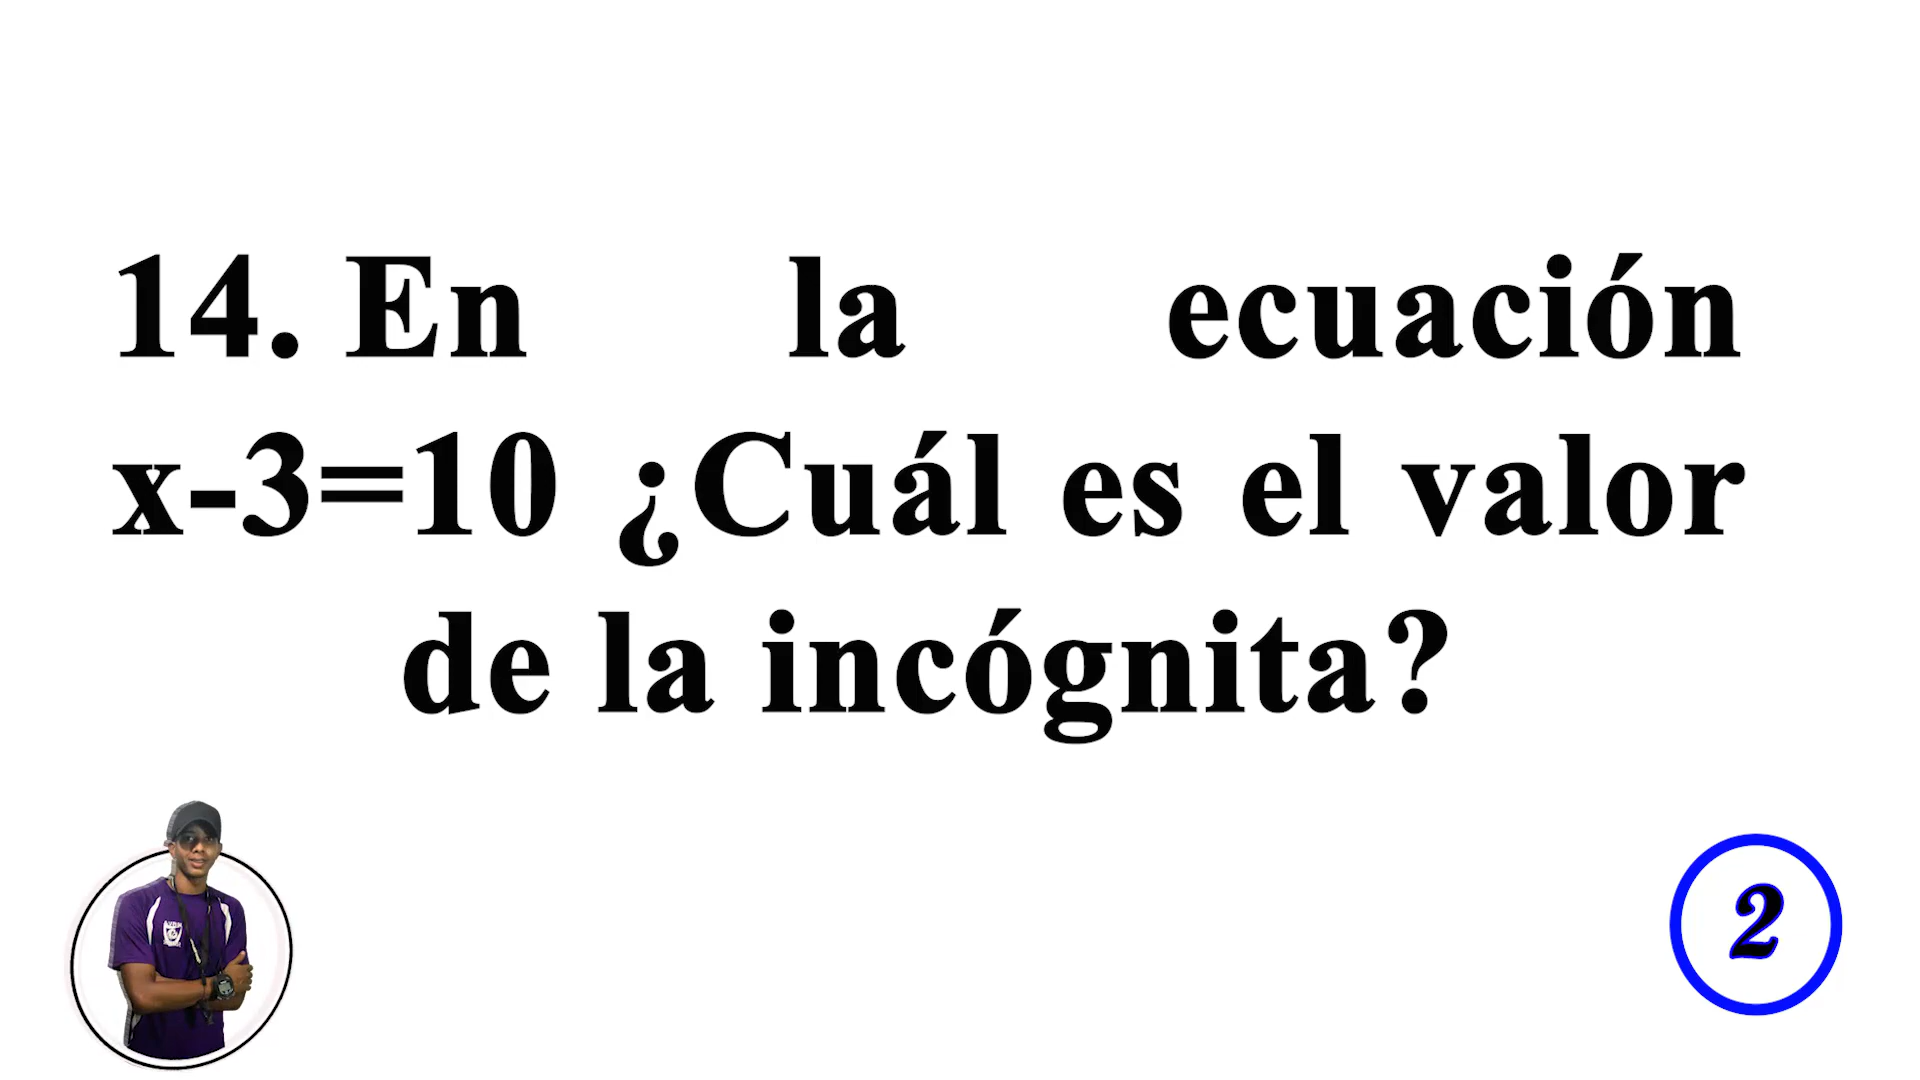 14. En la ecuación
x-3=10 ¿Cuál es el valor
de la incógnita?
2